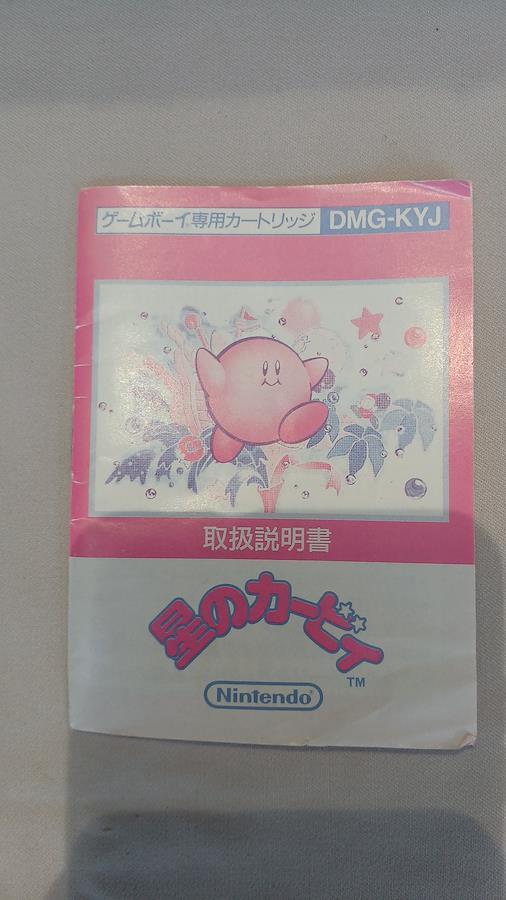 ゲームボーイ®専用カートリッジ DMG-KYJ
取扱説明書
星のカービィ
TM
Nintendo®